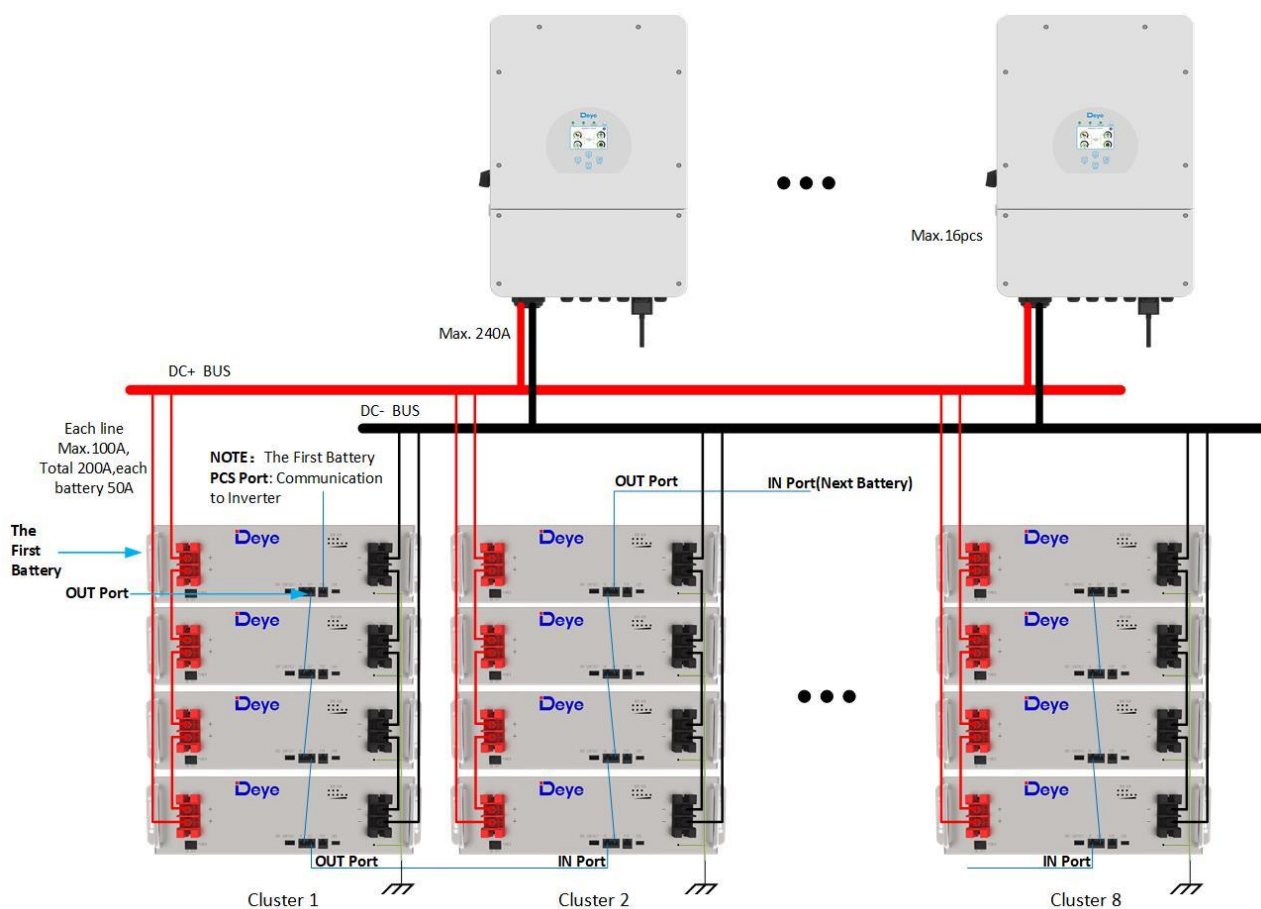 Deye
Deye
Max.16pcs
Max. 240A
DC+ BUS
DC- BUS
Each line
Max.100A,
Total 200A,each
battery 50A
NOTE： The First Battery
PCS Port: Communication
to Inverter
OUT Port
IN Port(Next Battery)
The
First
Battery
OUT Port
Deye
Deye
Deye
Deye
Deye
Deye
Deye
Deye
Deye
Deye
Deye
Deye
OUT Port
IN Port
IN Port
Cluster 1
Cluster 2
Cluster 8